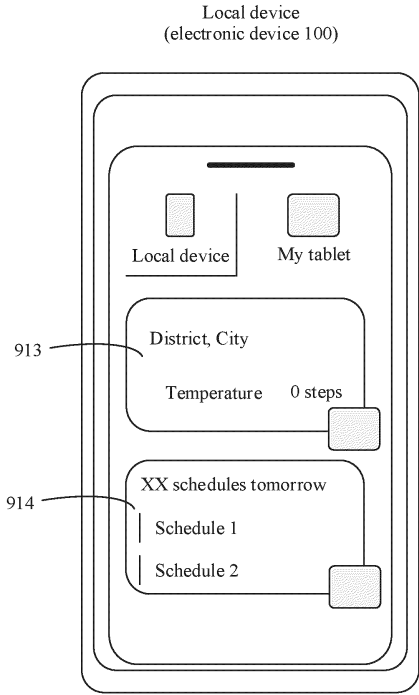 Local device
(electronic device 100)
Local device
My tablet
913
District, City
Temperature 0 steps
XX schedules tomorrow
914
Schedule 1
Schedule 2